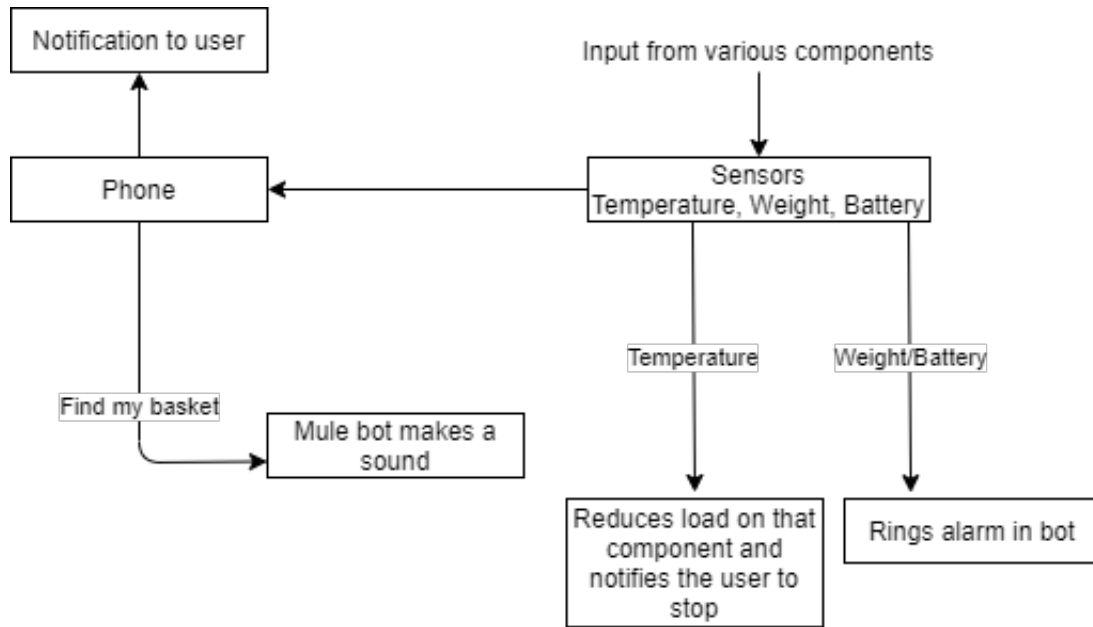 Notification to user
Input from various components
Phone
Sensors
Temperature, Weight, Battery
Temperature
Weight/Battery
Find my basket
Mule bot makes a
sound
Reduces load on that
component and
notifies the user to
stop
Rings alarm in bot